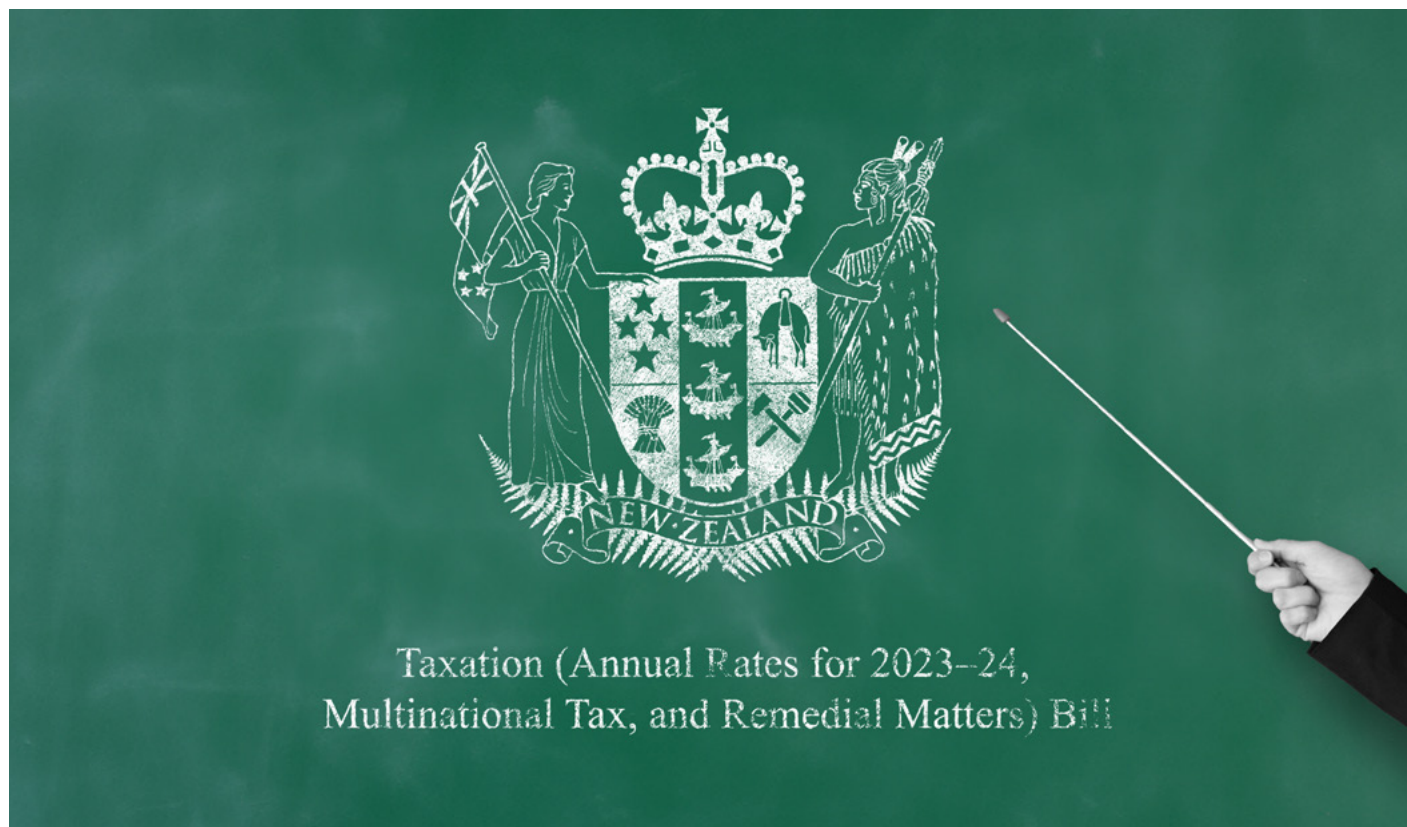 NEW·ZEALAND
Taxation (Annual Rates for 2023–24,
Multinational Tax, and Remedial Matters) Bill